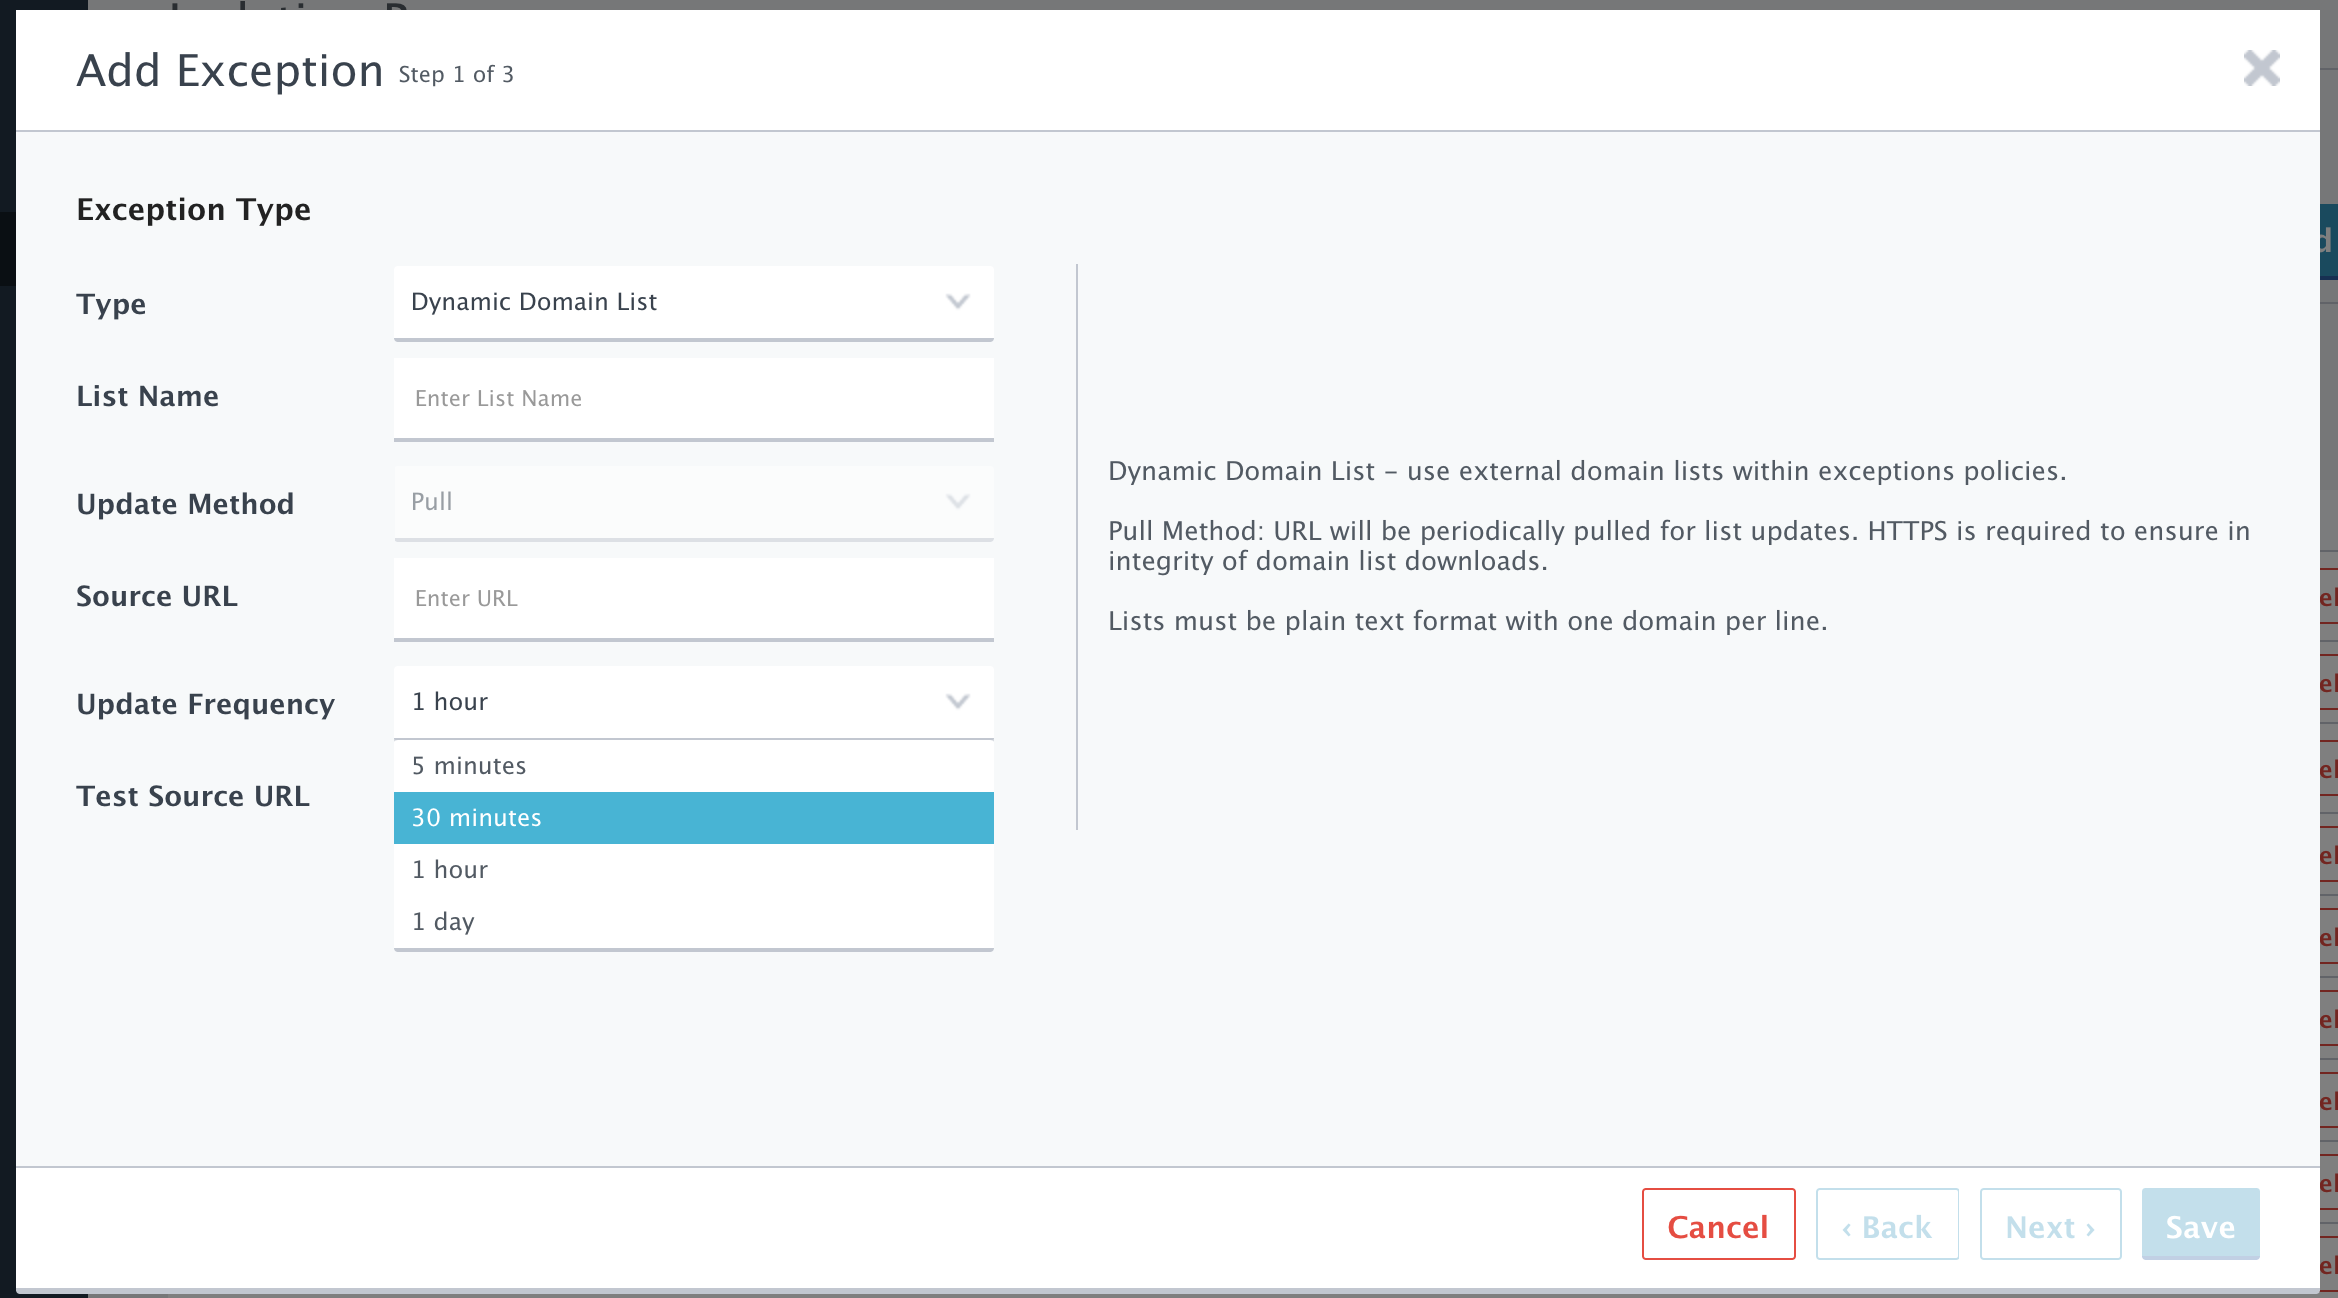 Add Exception Step 1 of 3
Exception Type
Type
Dynamic Domain List
List Name
Enter List Name
Update Method
Pull
Source URL
Enter URL
Update Frequency
1 hour
5 minutes
30 minutes
1 hour
1 day
Test Source URL
Dynamic Domain List – use external domain lists within exceptions policies.
Pull Method: URL will be periodically pulled for list updates. HTTPS is required to ensure in
integrity of domain list downloads.
Lists must be plain text format with one domain per line.
Cancel
‹ Back
Next ›
Save